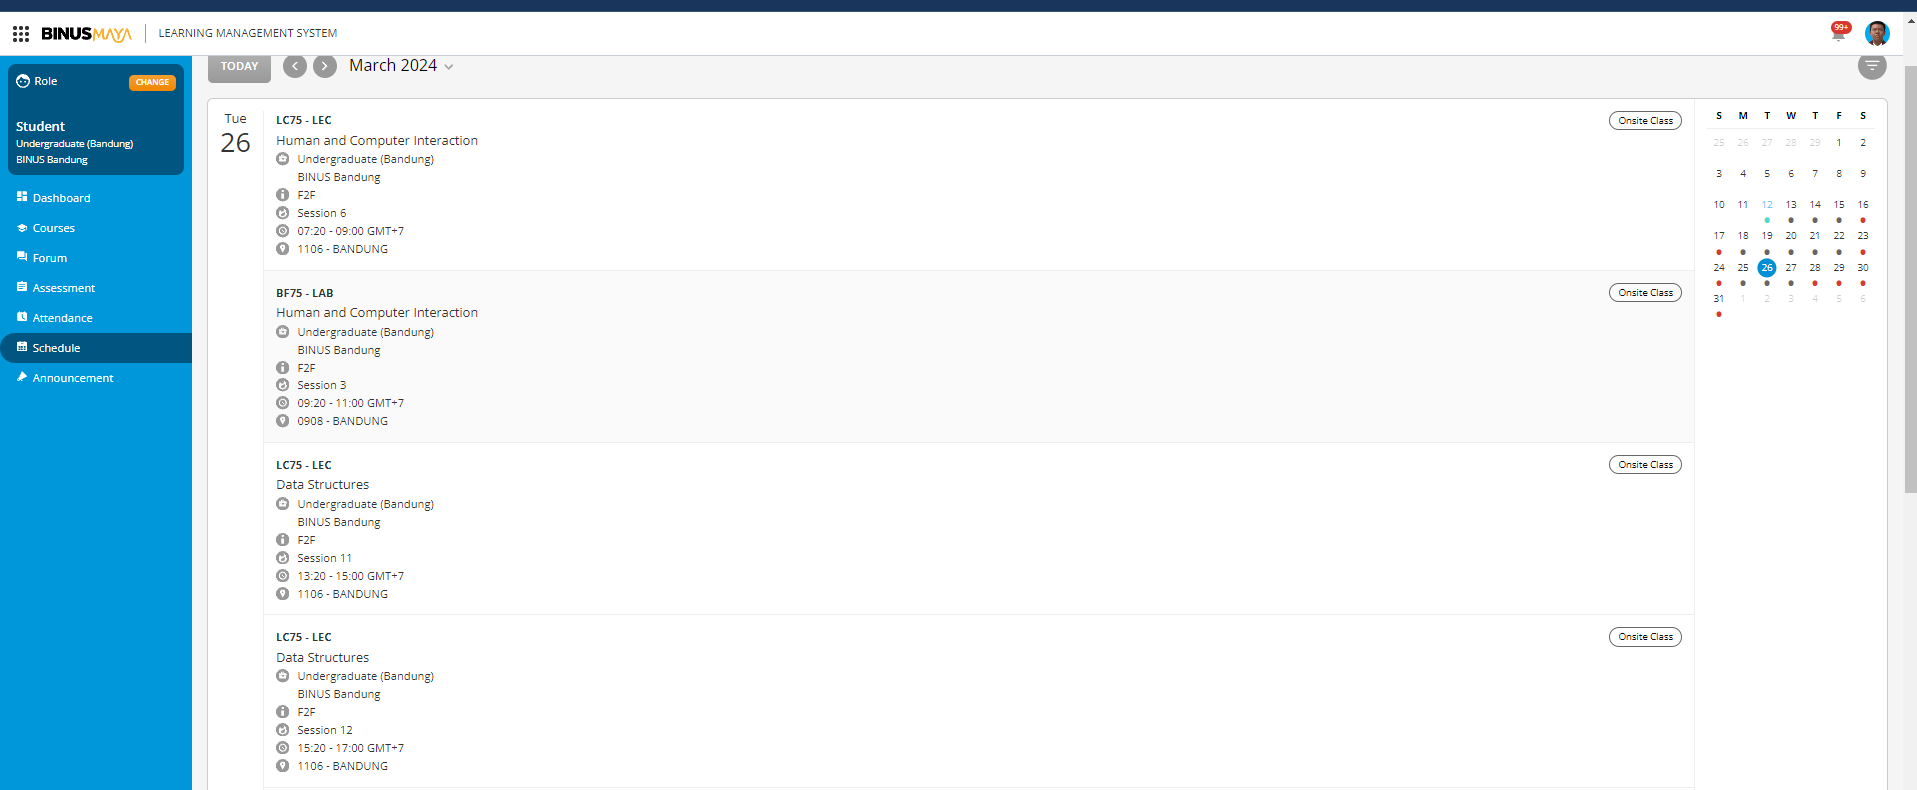 BINUSMAYA LEARNING MANAGEMENT SYSTEM 99+
Role CHANGE
Student
Undergraduate (Bandung)
BINUS Bandung
Dashboard
Courses
Forum
Assessment
Attendance
Schedule
Announcement
TODAY March 2024
Tue
26
LC75 - LEC Onsite Class
Human and Computer Interaction
Undergraduate (Bandung)
BINUS Bandung
F2F
Session 6
07:20 - 09:00 GMT+7
1106 - BANDUNG
BF75 - LAB Onsite Class
Human and Computer Interaction
Undergraduate (Bandung)
BINUS Bandung
F2F
Session 3
09:20 - 11:00 GMT+7
0908 - BANDUNG
LC75 - LEC Onsite Class
Data Structures
Undergraduate (Bandung)
BINUS Bandung
F2F
Session 11
13:20 - 15:00 GMT+7
1106 - BANDUNG
LC75 - LEC Onsite Class
Data Structures
Undergraduate (Bandung)
BINUS Bandung
F2F
Session 12
15:20 - 17:00 GMT+7
1106 - BANDUNG
S M T W T F S
25 26 27 28 29 1 2
3 4 5 6 7 8 9
10 11 12 13 14 15 16
17 18 19 20 21 22 23
24 25 26 27 28 29 30
31 1 2 3 4 5 6